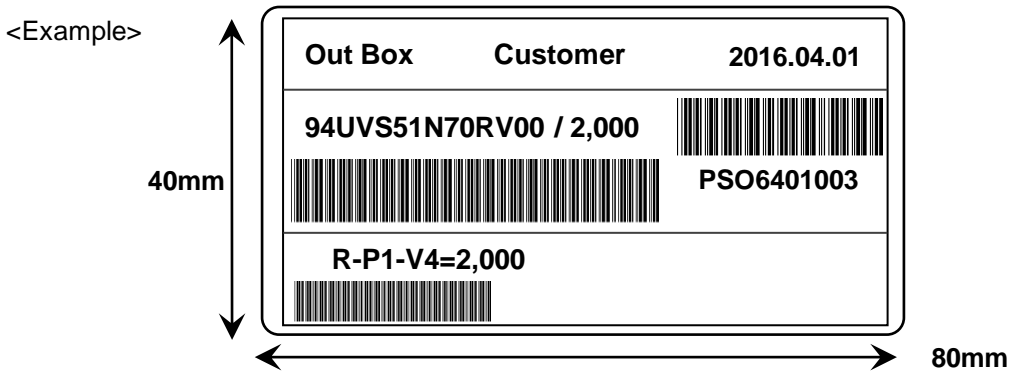 <Example>
Out Box Customer 2016.04.01
94UVS51N70RV00 / 2,000
40mm
PSO6401003
R-P1-V4=2,000
80mm